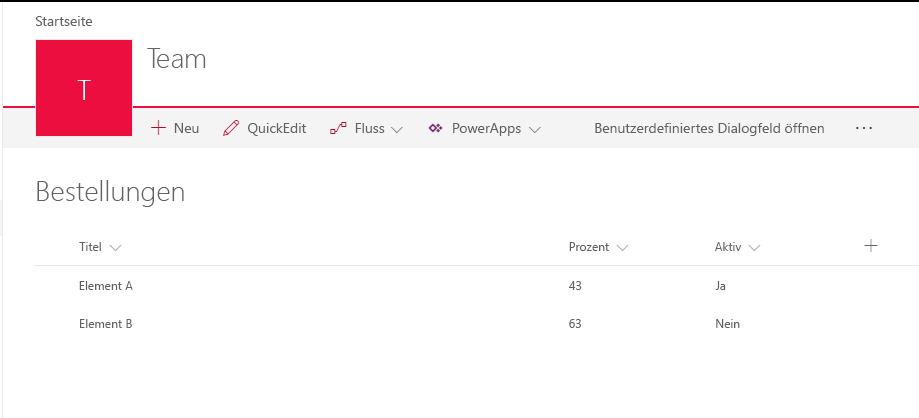 Startseite
T
Team
Neu QuickEdit Fluss PowerApps Benutzerdefiniertes Dialogfeld öffnen ...
Bestellungen
Titel Prozent Aktiv
Element A 43 Ja
Element B 63 Nein